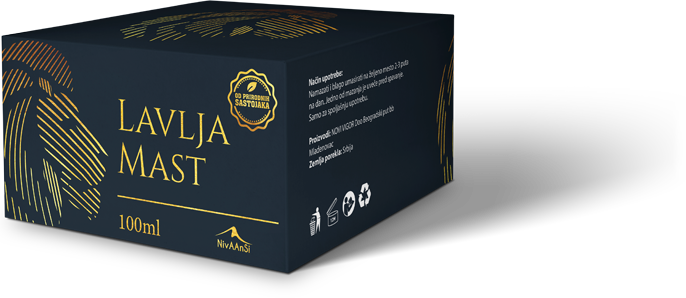 OD PRIRODNIH
SASTOJAKA
LAVLJA
MAST
100ml
NivAAnSi
Način upotrebe:
Namazati i blago umasirati na željena mesta 2-3 puta
na dan. Jedno od mazanja je uveče pred spavanje.
Samo za spoljašnju upotrebu.
Proizvodi: NOVI VIGOR Doo Beogradski put bb
Mladenovac
Zemlja porekla: Srbija